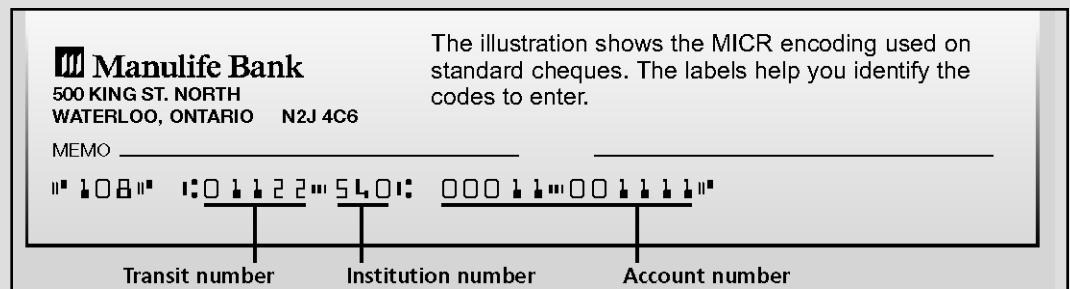 Manulife Bank
500 KING ST. NORTH
WATERLOO, ONTARIO N2J 4C6
The illustration shows the MICR encoding used on
standard cheques. The labels help you identify the
codes to enter.
MEMO
⑈108⑈ ⑆01122⑉540⑆ 00011⑉001111⑈
Transit number Institution number Account number